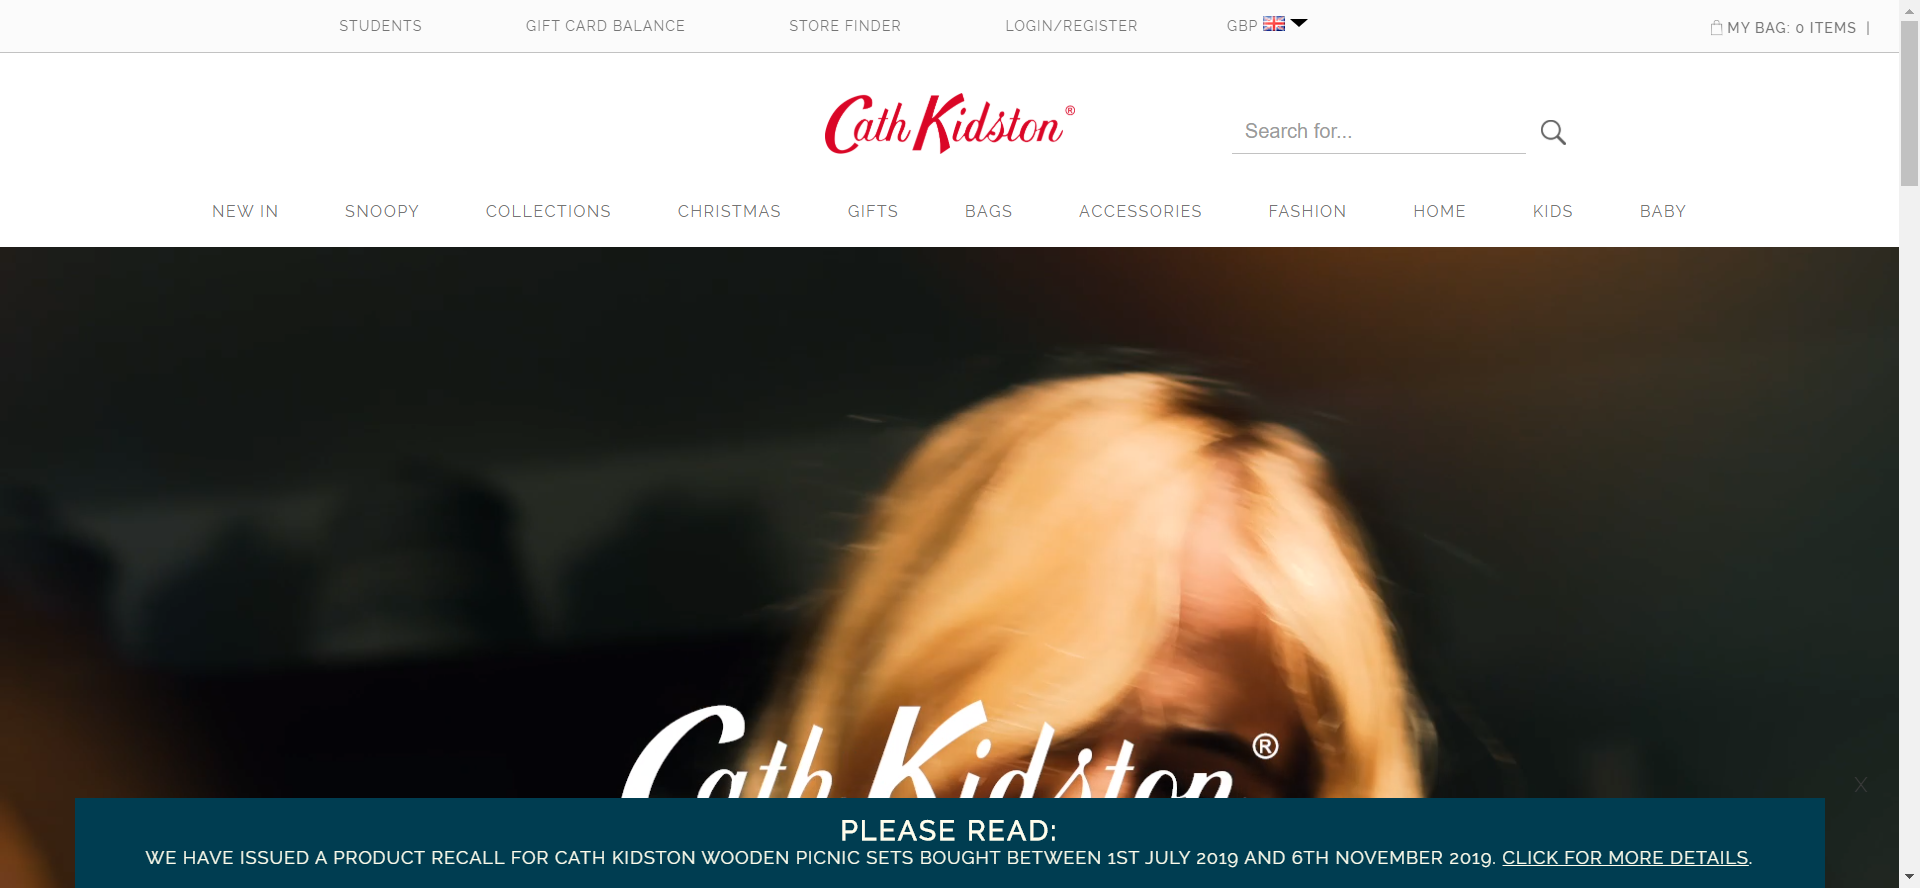 STUDENTS
GIFT CARD BALANCE
STORE FINDER
LOGIN/REGISTER
GBP
MY BAG: 0 ITEMS |
Cath Kidston®
Search for...
NEW IN
SNOOPY
COLLECTIONS
CHRISTMAS
GIFTS
BAGS
ACCESSORIES
FASHION
HOME
KIDS
BABY
Cath Kidston®
X
PLEASE READ:
WE HAVE ISSUED A PRODUCT RECALL FOR CATH KIDSTON WOODEN PICNIC SETS BOUGHT BETWEEN 1ST JULY 2019 AND 6TH NOVEMBER 2019. CLICK FOR MORE DETAILS.